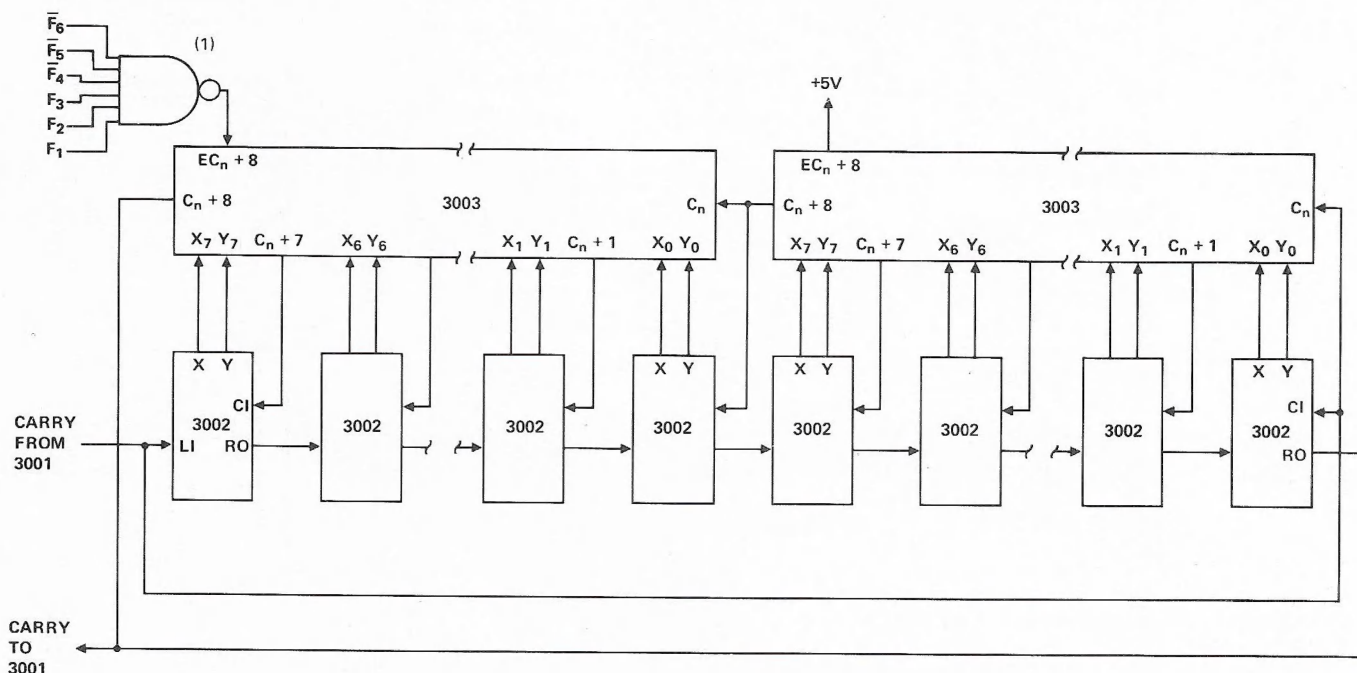 F̅6
F̅5
F̅4
F3
F2
F1
(1)
+5V
ECn + 8
Cn + 8
3003
Cn
X7 Y7
Cn + 7
X6 Y6
X1 Y1
Cn + 1
X0 Y0
ECn + 8
Cn + 8
3003
Cn
X7 Y7
Cn + 7
X6 Y6
X1 Y1
Cn + 1
X0 Y0
X Y
CI
3002
LI RO
3002
3002
X Y
3002
X Y
3002
3002
3002
X Y
CI
3002
RO
CARRY
FROM
3001
CARRY
TO
3001